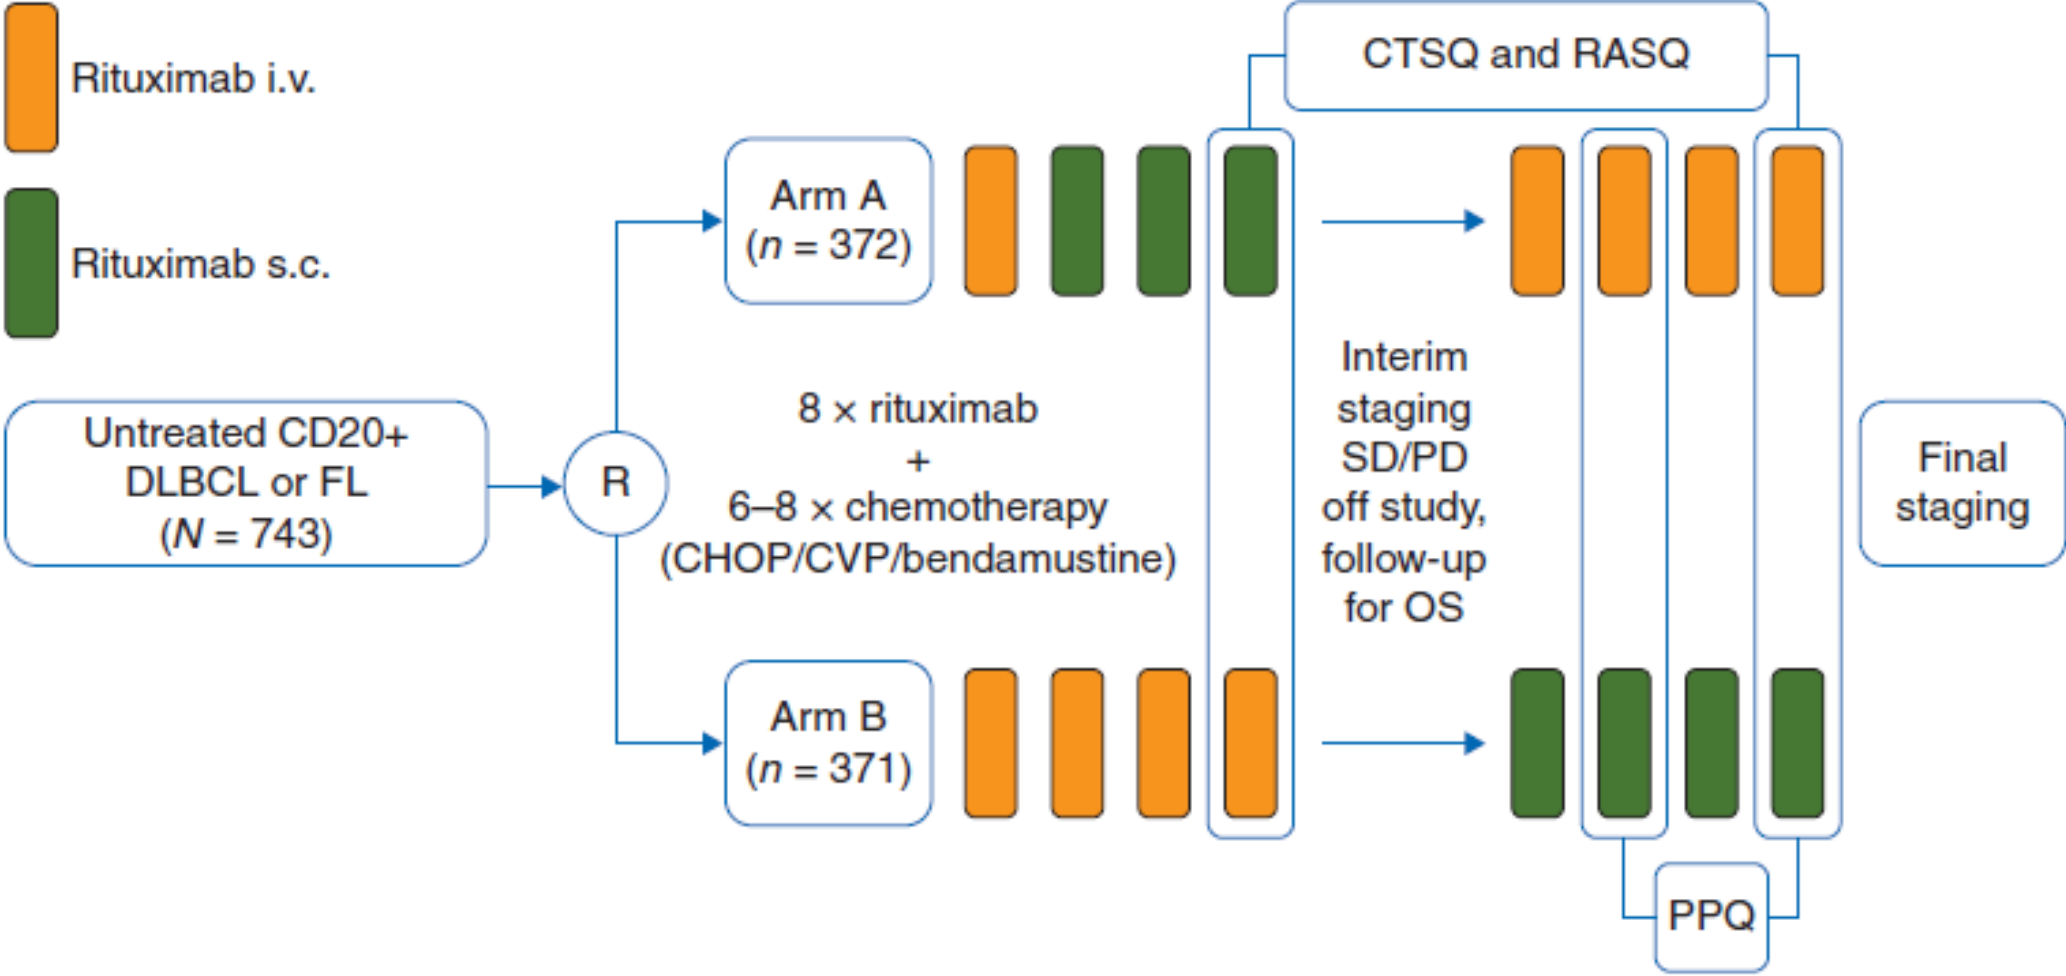 Rituximab i.v.
Rituximab s.c.
Untreated CD20+
DLBCL or FL
(N = 743)
R
Arm A
(n = 372)
8 × rituximab
+
6–8 × chemotherapy
(CHOP/CVP/bendamustine)
Arm B
(n = 371)
CTSQ and RASQ
Interim
staging
SD/PD
off study,
follow-up
for OS
PPQ
Final
staging